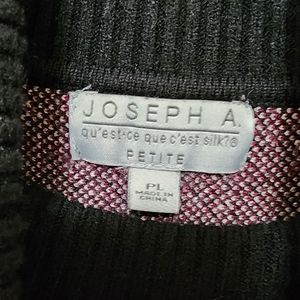 JOSEPH A.
qu'est-ce que c'est silk?®
PETITE
PL
MADE IN
CHINA